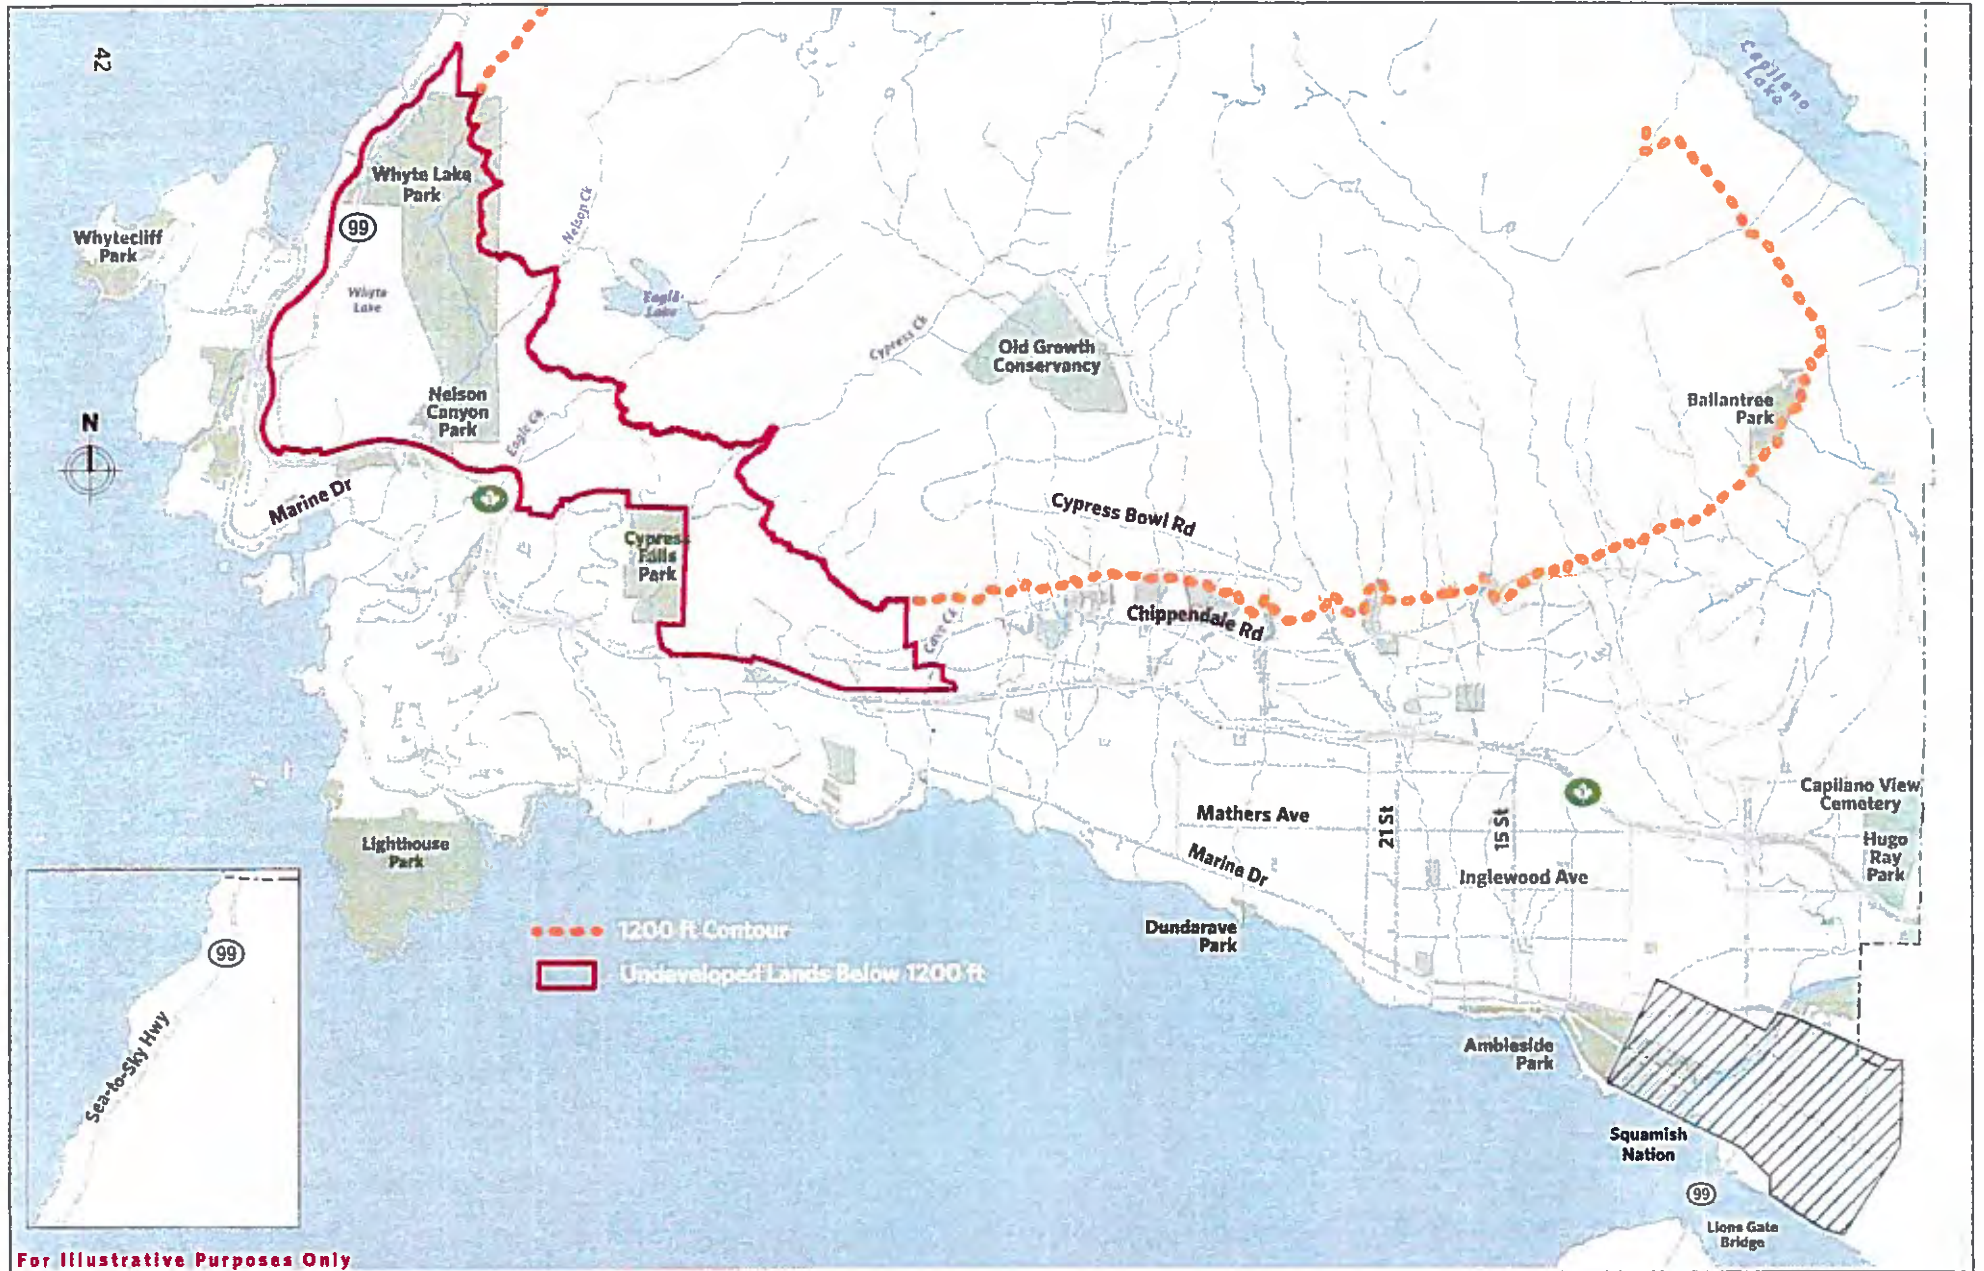 42
Capilano
Lake
Whyte Lake
Park
99
Nelson Ck
Whytecliff
Park
Whyte
Lake
Eagle
Lake
Cypress Ck
Old Growth
Conservancy
Nelson
Canyon
Park
Eagle Ck
Ballantree
Park
N
Marine Dr
1
Cypress Bowl Rd
Cypress
Falls
Park
Chippendale Rd
Cave Ck
Capilano View
Cemetery
1
Mathers Ave
21 St
15 St
Hugo
Ray
Park
Lighthouse
Park
Marine Dr
Inglewood Ave
1200 ft Contour
Undeveloped Lands Below 1200 ft
Dundarave
Park
99
Sea-to-Sky Hwy
Ambleside
Park
Squamish
Nation
99
Lions Gate
Bridge
For Illustrative Purposes Only